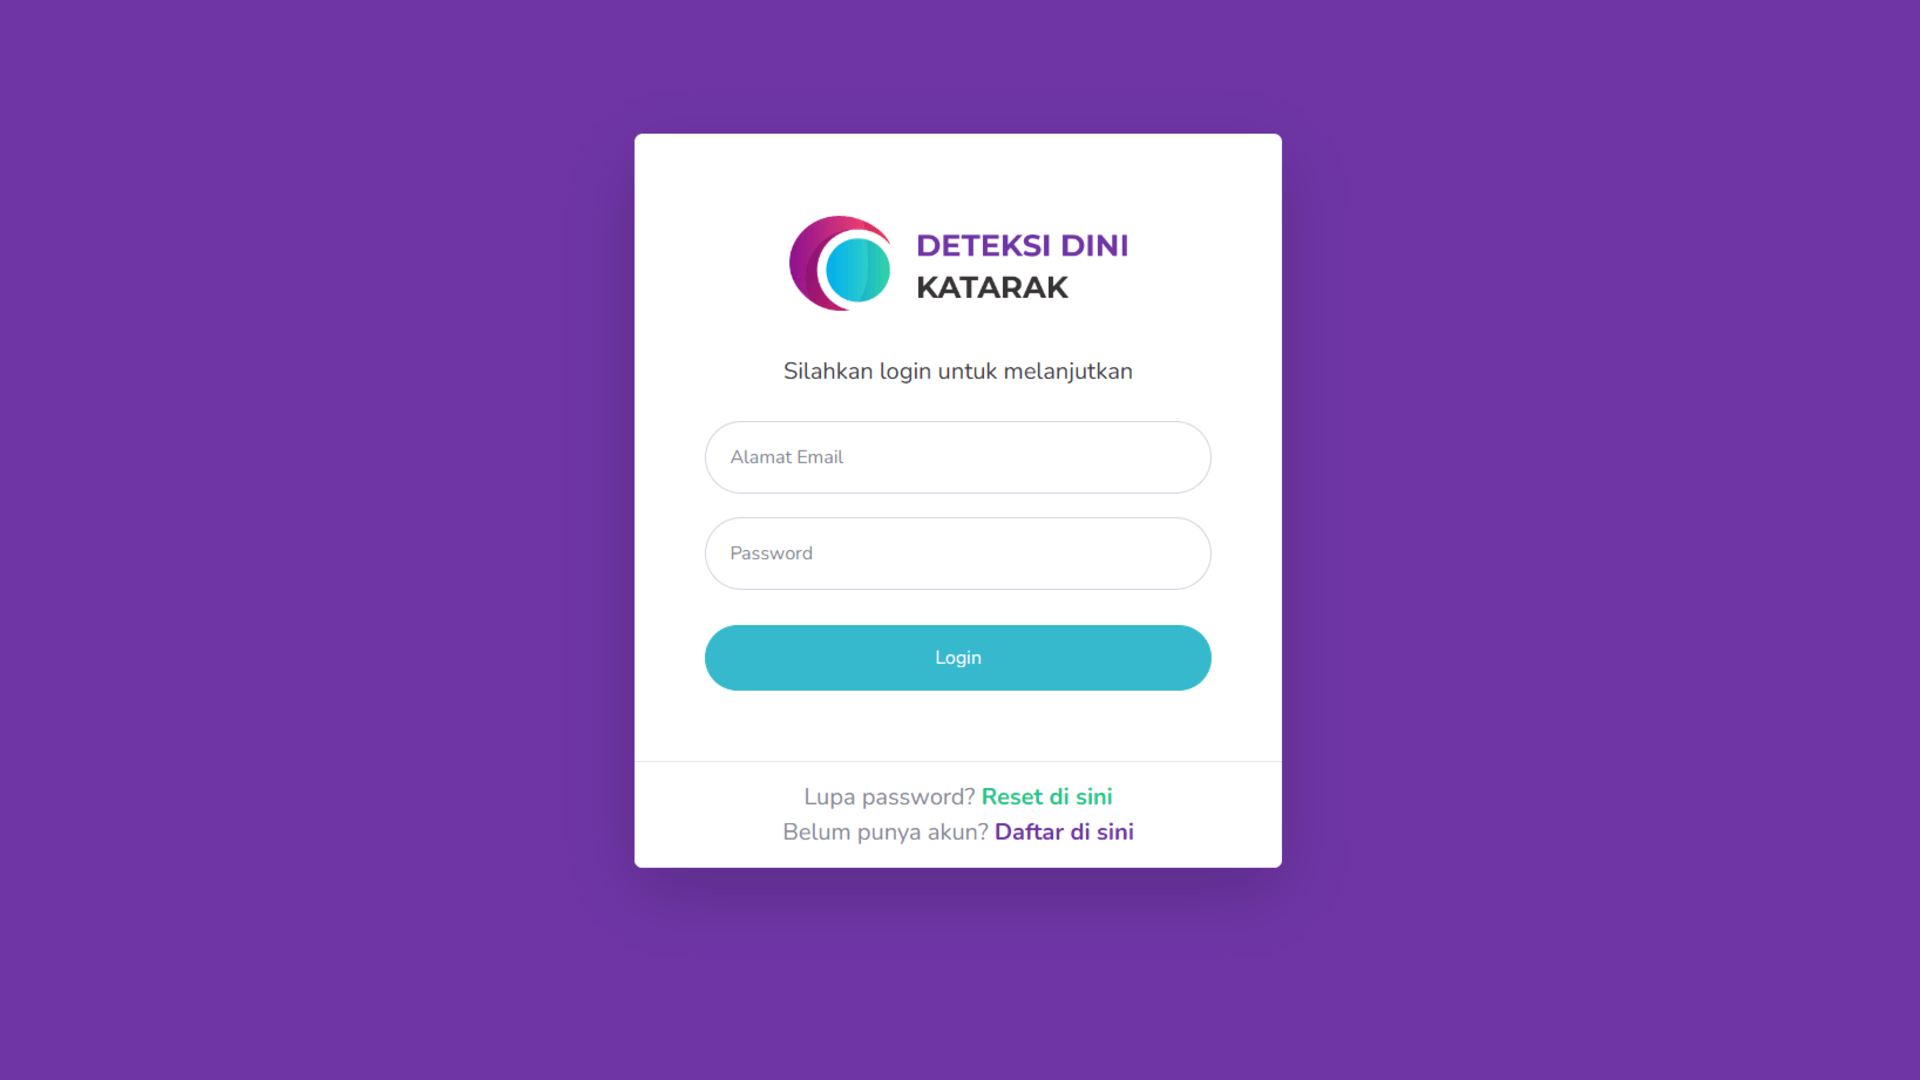 DETEKSI DINI
KATARAK
Silahkan login untuk melanjutkan
Alamat Email
Password
Login
Lupa password? Reset di sini
Belum punya akun? Daftar di sini